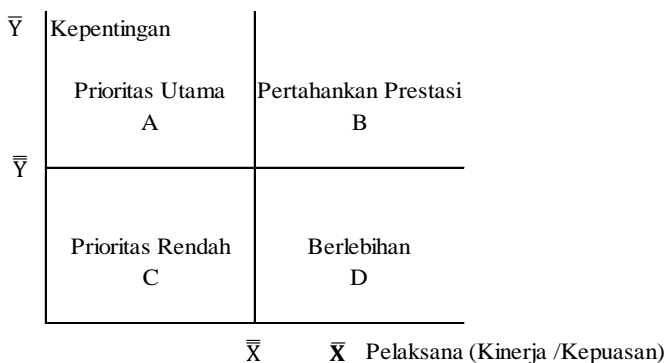 Y̅ Kepentingan
Prioritas Utama Pertahankan Prestasi
A B
Y̿
Prioritas Rendah Berlebihan
C D
X̿ X̅ Pelaksana (Kinerja /Kepuasan)